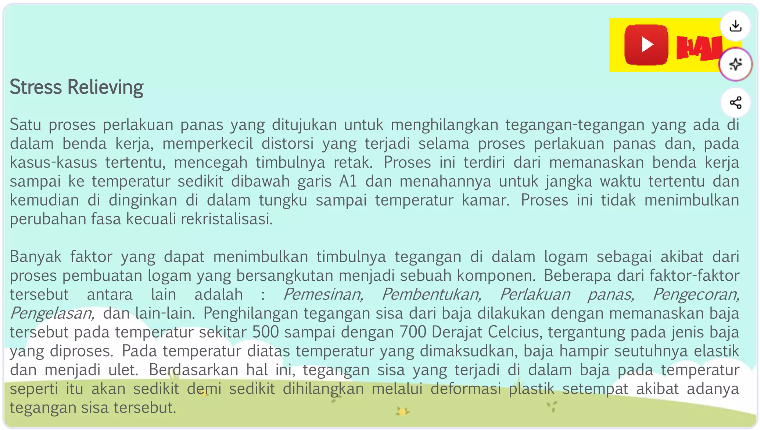 HAL
Stress Relieving
Satu proses perlakuan panas yang ditujukan untuk menghilangkan tegangan-tegangan yang ada di
dalam benda kerja, memperkecil distorsi yang terjadi selama proses perlakuan panas dan, pada
kasus-kasus tertentu, mencegah timbulnya retak. Proses ini terdiri dari memanaskan benda kerja
sampai ke temperatur sedikit dibawah garis A1 dan menahannya untuk jangka waktu tertentu dan
kemudian di dinginkan di dalam tungku sampai temperatur kamar. Proses ini tidak menimbulkan
perubahan fasa kecuali rekristalisasi.
Banyak faktor yang dapat menimbulkan timbulnya tegangan di dalam logam sebagai akibat dari
proses pembuatan logam yang bersangkutan menjadi sebuah komponen. Beberapa dari faktor-faktor
tersebut antara lain adalah : Pemesinan, Pembentukan, Perlakuan panas, Pengecoran,
Pengelasan, dan lain-lain. Penghilangan tegangan sisa dari baja dilakukan dengan memanaskan baja
tersebut pada temperatur sekitar 500 sampai dengan 700 Derajat Celcius, tergantung pada jenis baja
yang diproses. Pada temperatur diatas temperatur yang dimaksudkan, baja hampir seutuhnya elastik
dan menjadi ulet. Berdasarkan hal ini, tegangan sisa yang terjadi di dalam baja pada temperatur
seperti itu akan sedikit demi sedikit dihilangkan melalui deformasi plastik setempat akibat adanya
tegangan sisa tersebut.